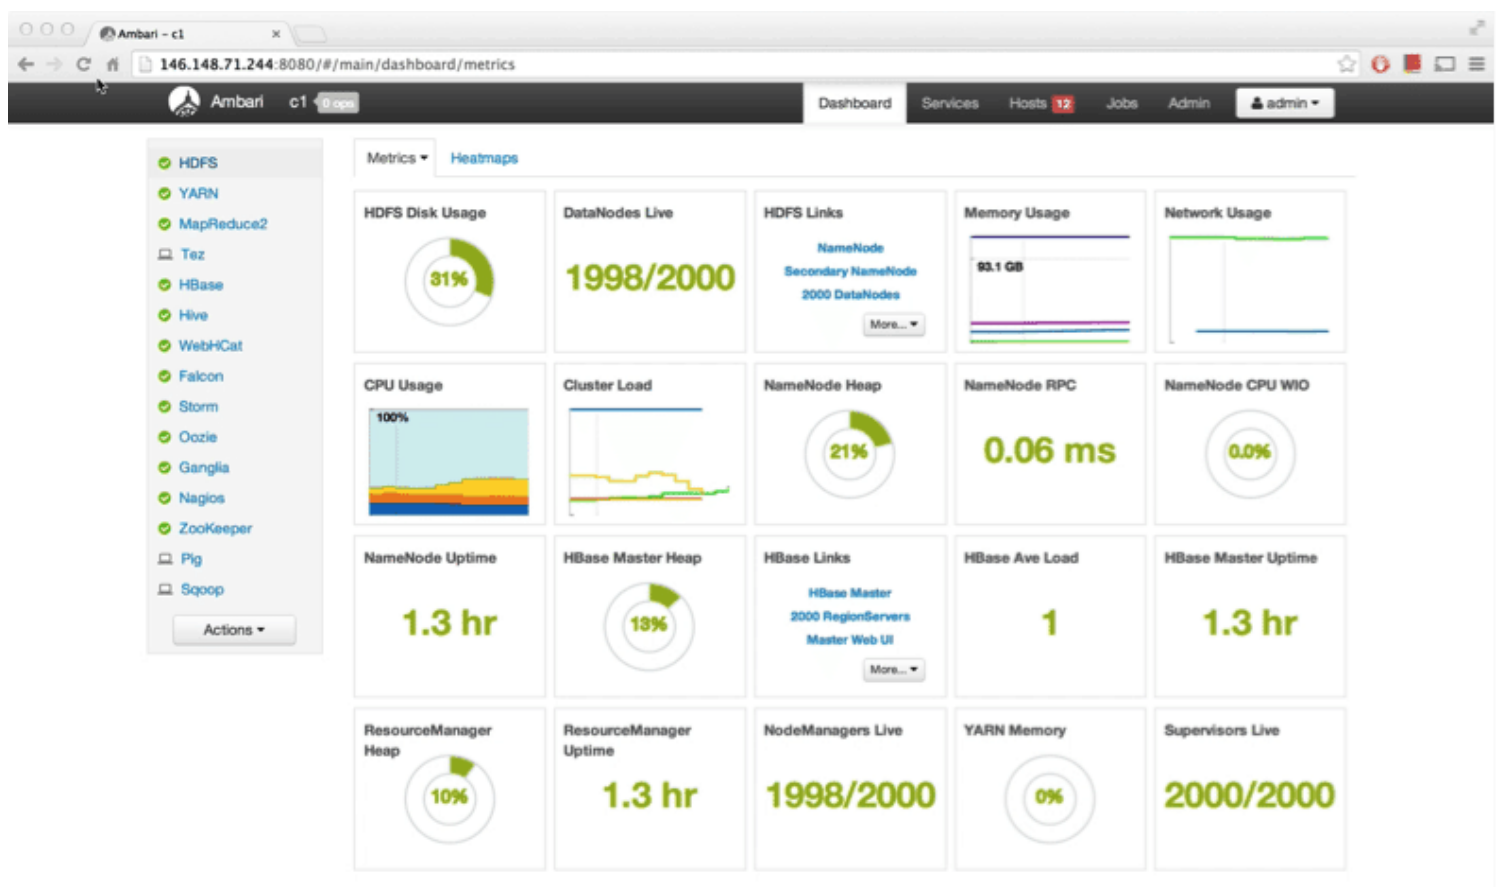 Ambari - c1
146.148.71.244:8080/#/main/dashboard/metrics
Ambari c1 0 ops Dashboard Services Hosts 12 Jobs Admin admin
HDFS
YARN
MapReduce2
Tez
HBase
Hive
WebHCat
Falcon
Storm
Oozie
Ganglia
Nagios
ZooKeeper
Pig
Sqoop
Actions
Metrics Heatmaps
HDFS Disk Usage
31%
DataNodes Live
1998/2000
HDFS Links
NameNode
Secondary NameNode
2000 DataNodes
More...
Memory Usage
93.1 GB
Network Usage
CPU Usage
100%
Cluster Load
NameNode Heap
21%
NameNode RPC
0.06 ms
NameNode CPU WIO
0.0%
NameNode Uptime
1.3 hr
HBase Master Heap
13%
HBase Links
HBase Master
2000 RegionServers
Master Web UI
More...
HBase Ave Load
1
HBase Master Uptime
1.3 hr
ResourceManager
Heap
10%
ResourceManager
Uptime
1.3 hr
NodeManagers Live
1998/2000
YARN Memory
0%
Supervisors Live
2000/2000